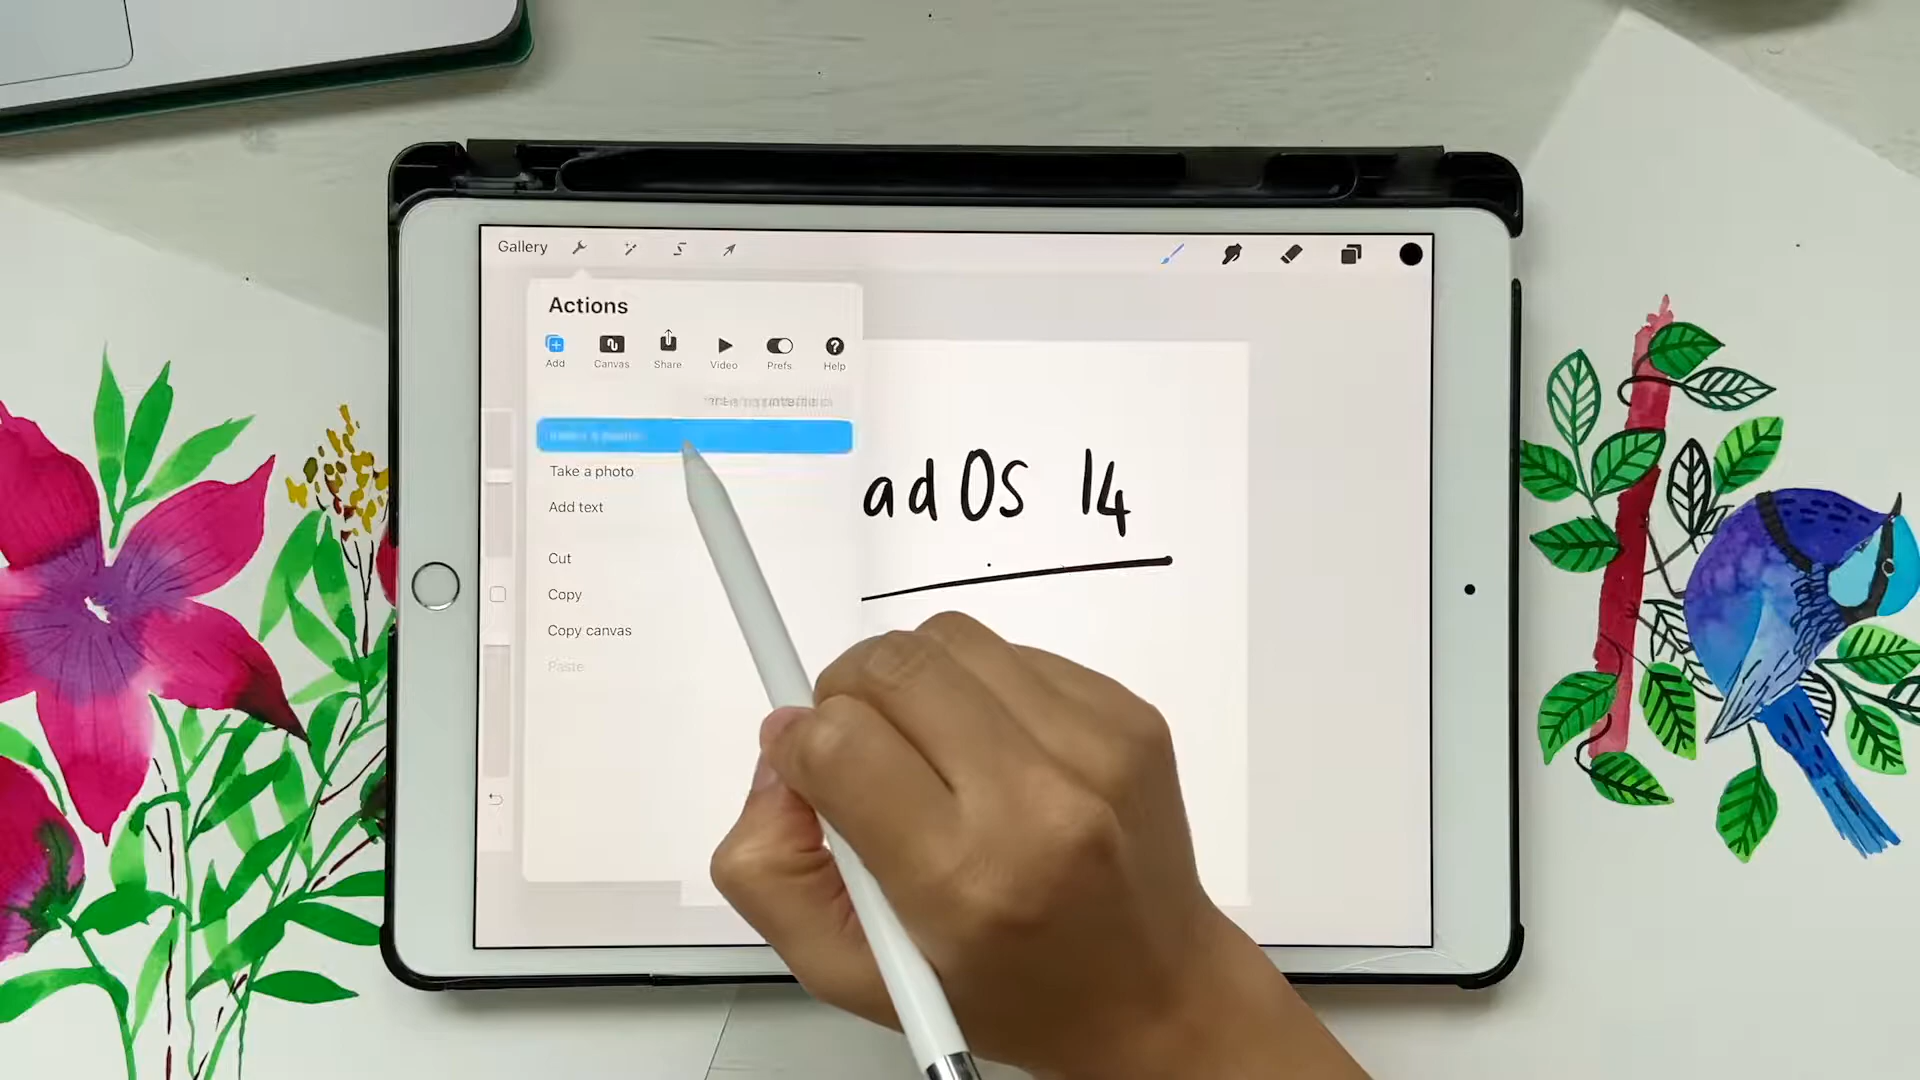 Gallery
Actions
Add Canvas Share Video Prefs Help
Take a photo
Add text
Cut
Copy
Copy canvas
Paste
adOS 14